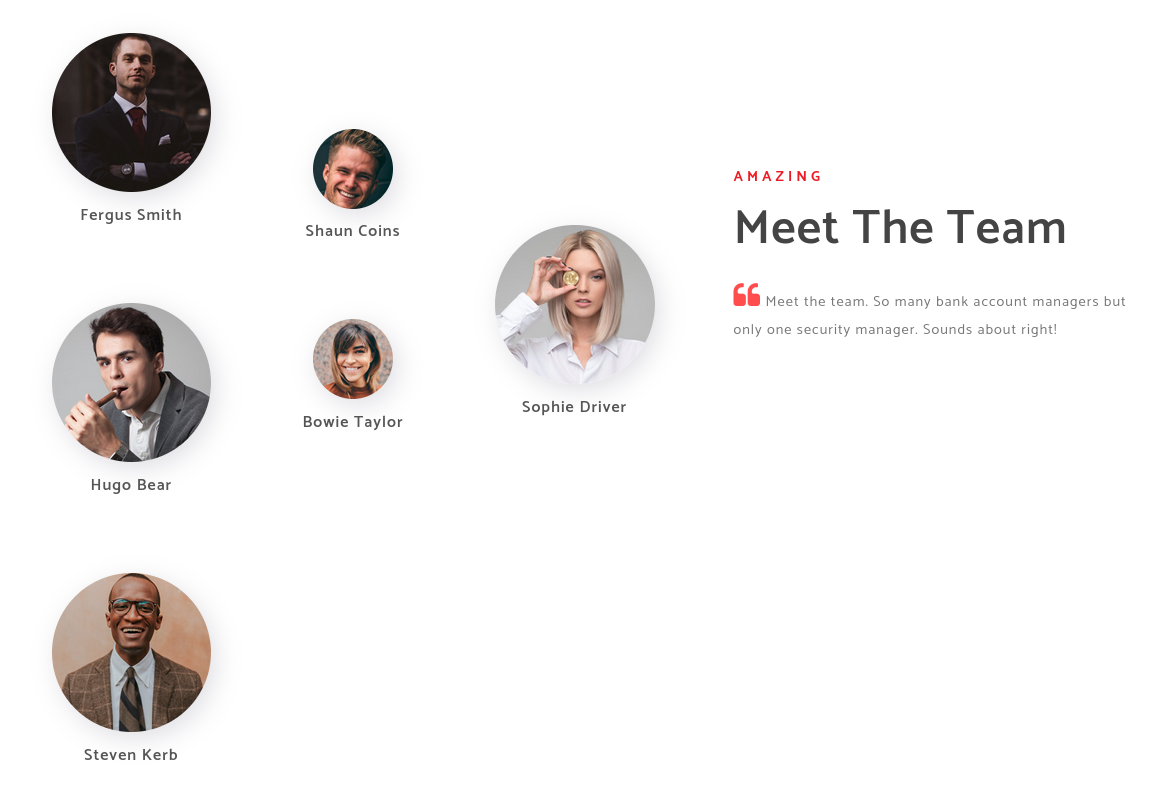 Fergus Smith
Shaun Coins
Hugo Bear
Bowie Taylor
Sophie Driver
Steven Kerb
AMAZING
Meet The Team
Meet the team. So many bank account managers but
only one security manager. Sounds about right!